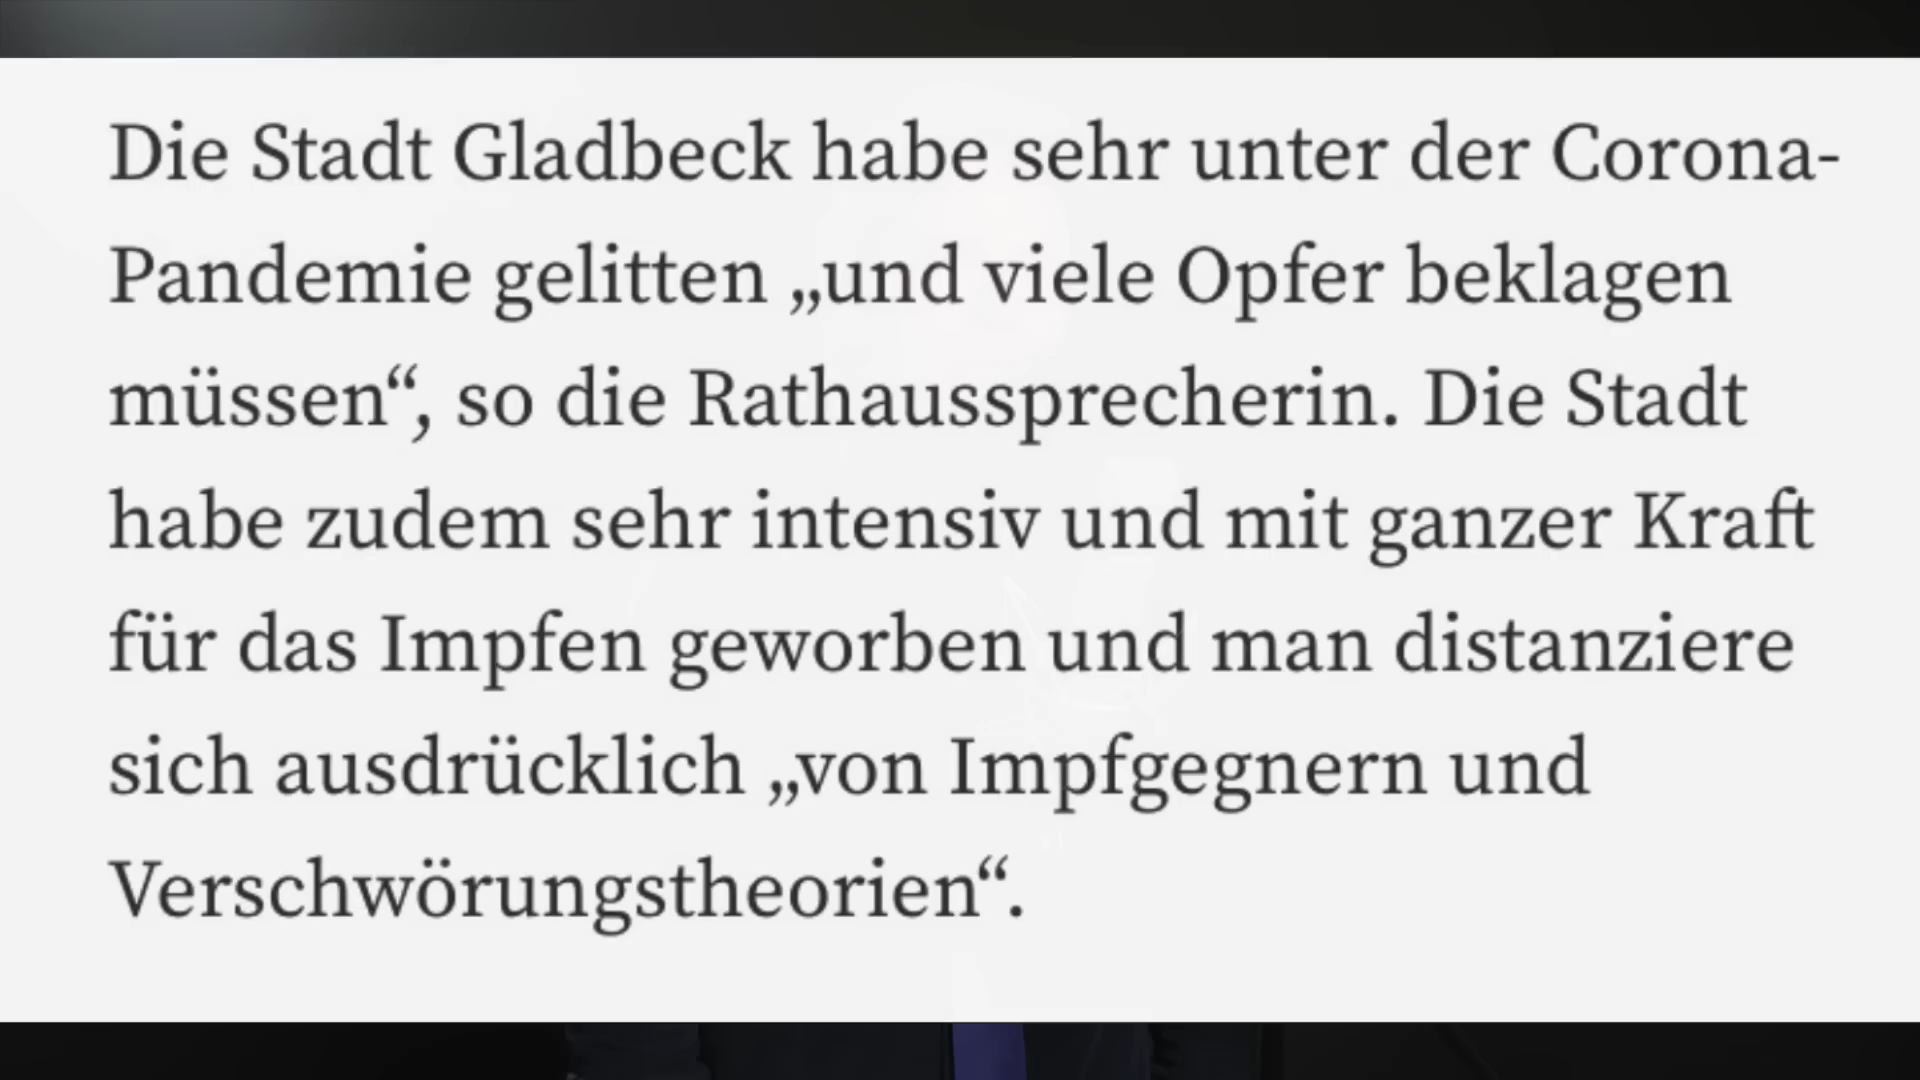 Die Stadt Gladbeck habe sehr unter der Corona-
Pandemie gelitten „und viele Opfer beklagen
müssen“, so die Rathaussprecherin. Die Stadt
habe zudem sehr intensiv und mit ganzer Kraft
für das Impfen geworben und man distanziere
sich ausdrücklich „von Impfgegnern und
Verschwörungstheorien“.